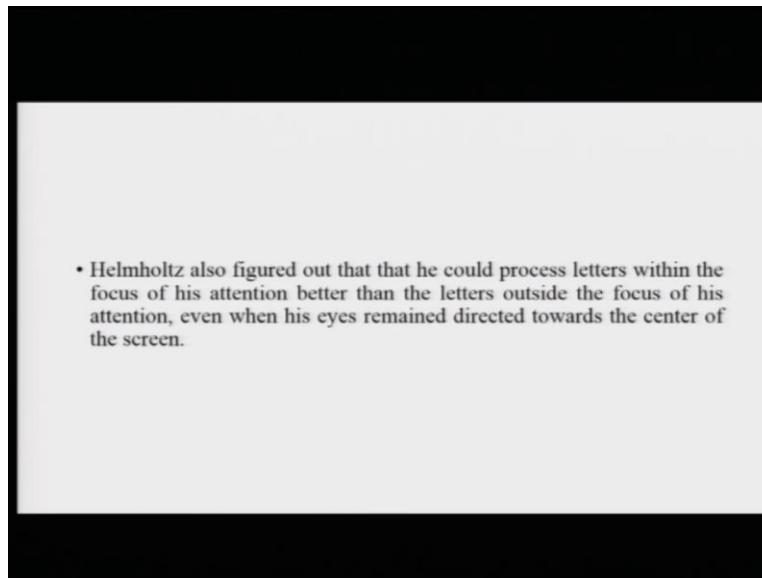 • Helmholtz also figured out that that he could process letters within the
focus of his attention better than the letters outside the focus of his
attention, even when his eyes remained directed towards the center of
the screen.